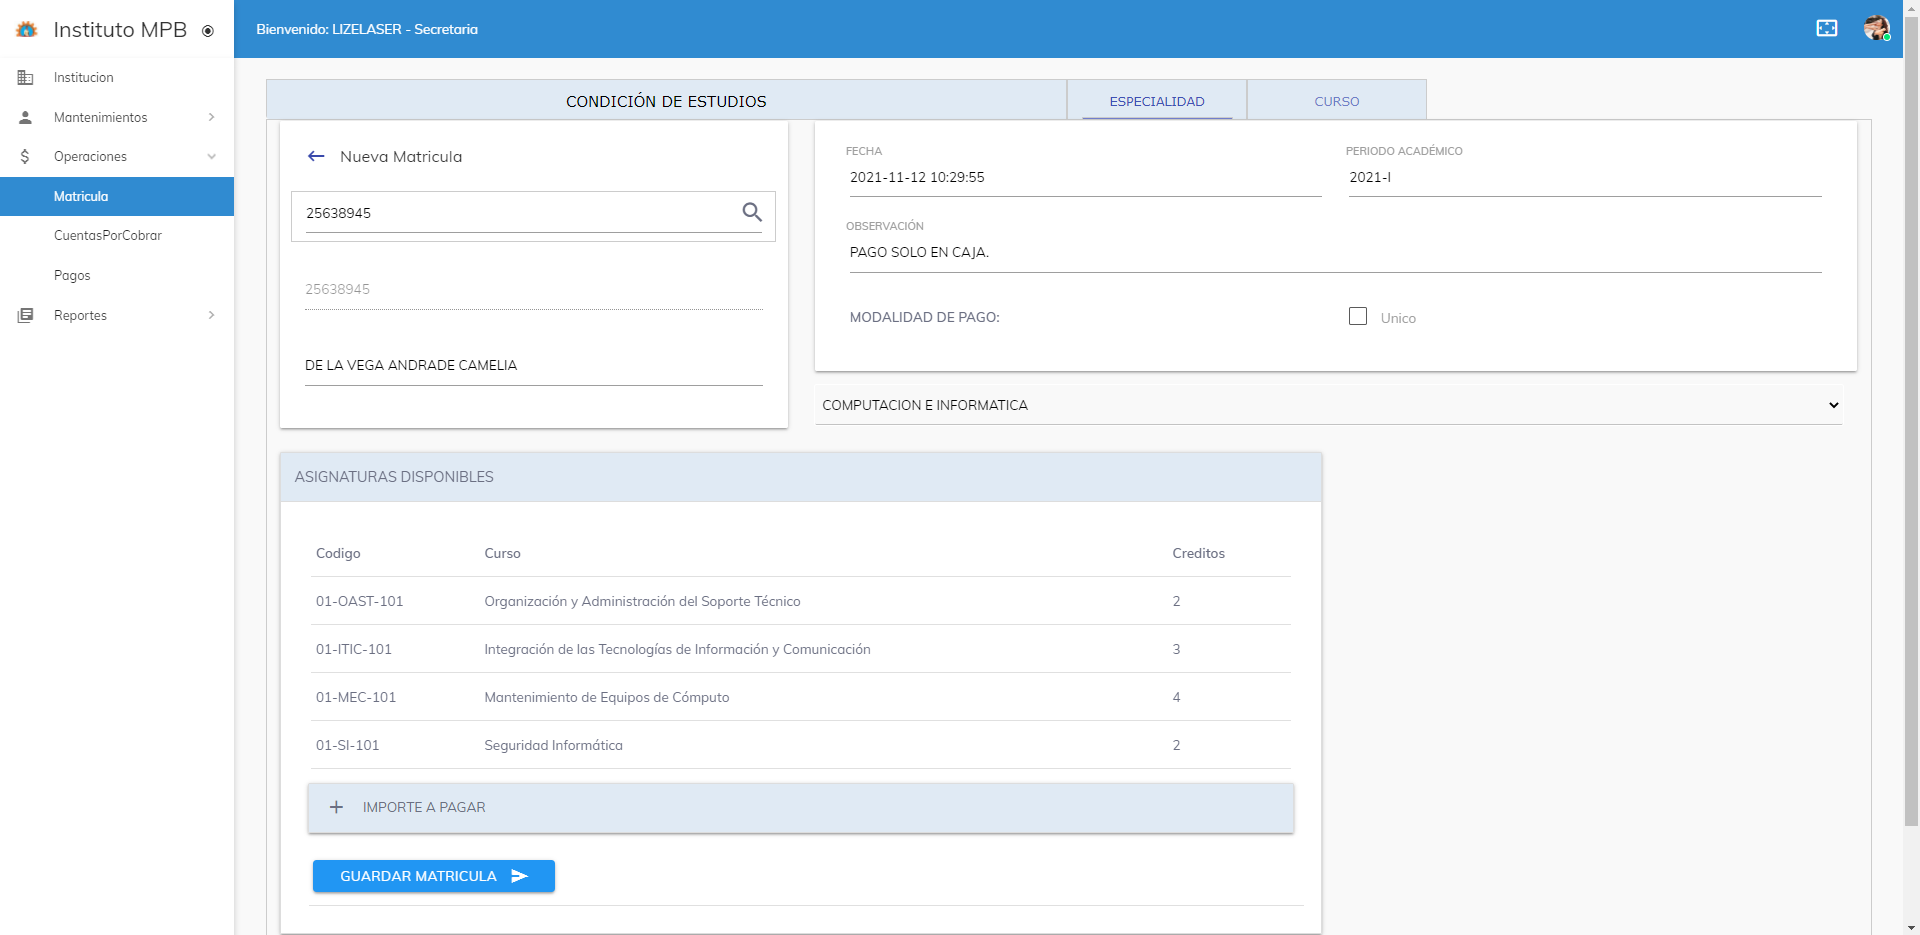 Instituto MPB
Bienvenido: LIZELASER - Secretaria
Institucion
Mantenimientos
Operaciones
Matricula
CuentasPorCobrar
Pagos
Reportes
CONDICIÓN DE ESTUDIOS
ESPECIALIDAD
CURSO
Nueva Matricula
25638945
25638945
DE LA VEGA ANDRADE CAMELIA
FECHA
PERIODO ACADÉMICO
2021-11-12 10:29:55
2021-I
OBSERVACIÓN
PAGO SOLO EN CAJA.
MODALIDAD DE PAGO:
Unico
COMPUTACION E INFORMATICA
ASIGNATURAS DISPONIBLES
Codigo Curso Creditos
01-OAST-101 Organización y Administración del Soporte Técnico 2
01-ITIC-101 Integración de las Tecnologías de Información y Comunicación 3
01-MEC-101 Mantenimiento de Equipos de Cómputo 4
01-SI-101 Seguridad Informática 2
IMPORTE A PAGAR
GUARDAR MATRICULA